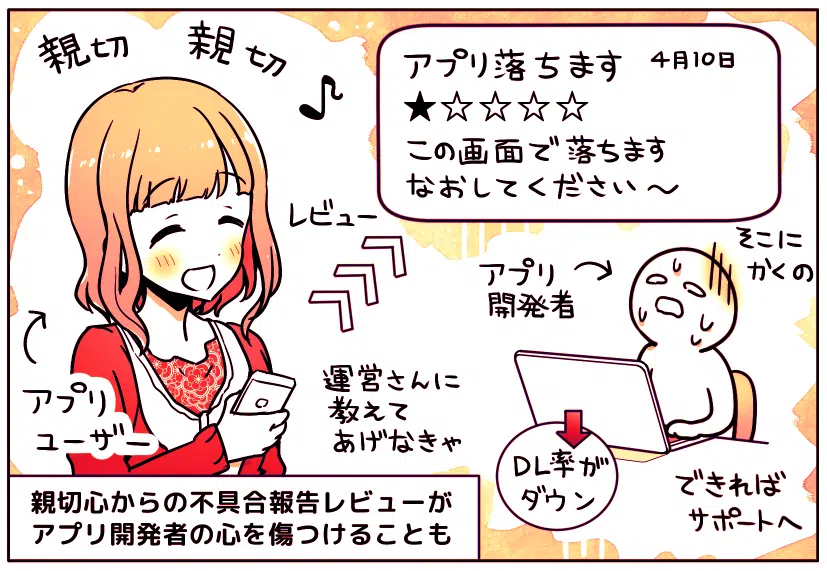 親切 親切
アプリ落ちます 4月10日
★☆☆☆☆
この画面で落ちます
なおしてください〜
レビュー
そこに
かくの
アプリ
開発者
運営さんに
教えて
あげなきゃ
アプリ
ユーザー
DL率が
ダウン
できれば
サポートへ
親切心からの不具合報告レビューが
アプリ開発者の心を傷つけることも